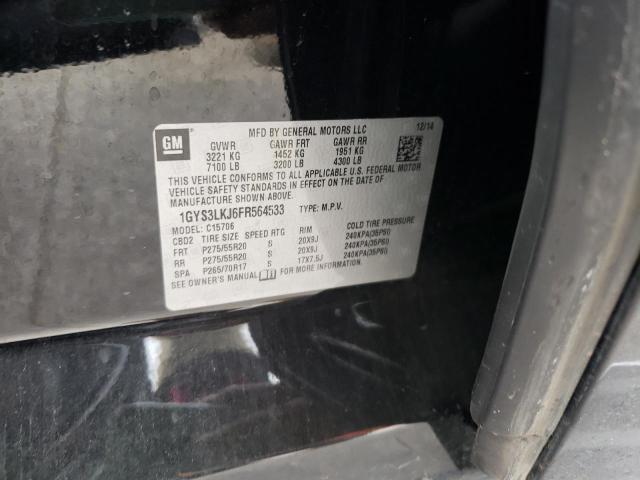 GM
MFD BY GENERAL MOTORS LLC
12/14
GVWR GAWR FRT GAWR RR
3221 KG 1452 KG 1951 KG
7100 LB 3200 LB 4300 LB
THIS VEHICLE CONFORMS TO ALL APPLICABLE U.S. FEDERAL MOTOR
VEHICLE SAFETY STANDARDS IN EFFECT ON THE DATE OF
MANUFACTURE SHOWN ABOVE.
1GYS3LKJ6FR564533 TYPE: M.P.V.
MODEL: C15706
CBD2 TIRE SIZE SPEED RTG RIM COLD TIRE PRESSURE
FRT P275/55R20 S 20X9J 240KPA(35PSI)
RR P275/55R20 S 20X9J 240KPA(35PSI)
SPA P265/70R17 S 17X7.5J 240KPA(35PSI)
SEE OWNER'S MANUAL FOR MORE INFORMATION.